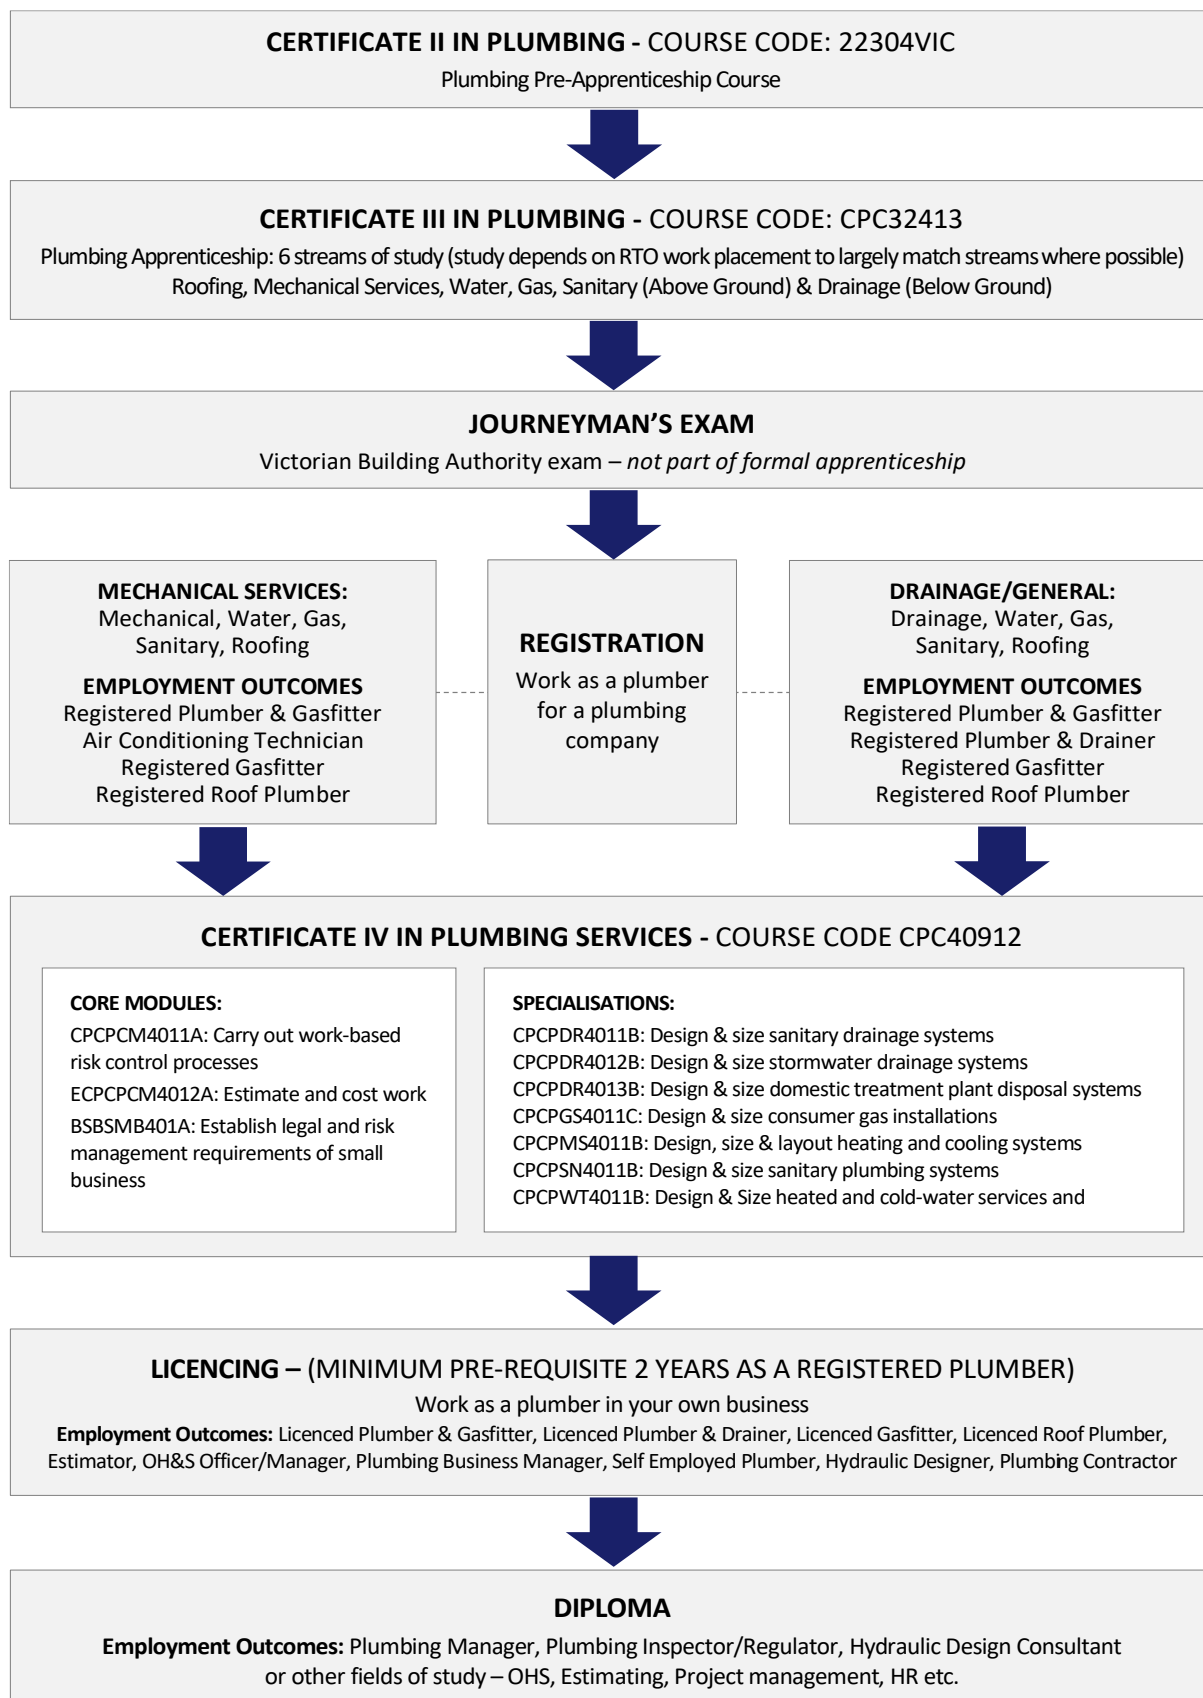 CERTIFICATE II IN PLUMBING - COURSE CODE: 22304VIC
Plumbing Pre-Apprenticeship Course
CERTIFICATE III IN PLUMBING - COURSE CODE: CPC32413
Plumbing Apprenticeship: 6 streams of study (study depends on RTO work placement to largely match streams where possible)
Roofing, Mechanical Services, Water, Gas, Sanitary (Above Ground) & Drainage (Below Ground)
JOURNEYMAN’S EXAM
Victorian Building Authority exam – not part of formal apprenticeship
MECHANICAL SERVICES:
Mechanical, Water, Gas,
Sanitary, Roofing
EMPLOYMENT OUTCOMES
Registered Plumber & Gasfitter
Air Conditioning Technician
Registered Gasfitter
Registered Roof Plumber
REGISTRATION
Work as a plumber
for a plumbing
company
DRAINAGE/GENERAL:
Drainage, Water, Gas,
Sanitary, Roofing
EMPLOYMENT OUTCOMES
Registered Plumber & Gasfitter
Registered Plumber & Drainer
Registered Gasfitter
Registered Roof Plumber
CERTIFICATE IV IN PLUMBING SERVICES - COURSE CODE CPC40912
CORE MODULES:
CPCPCM4011A: Carry out work-based
risk control processes
ECPCPCM4012A: Estimate and cost work
BSBSMB401A: Establish legal and risk
management requirements of small
business
SPECIALISATIONS:
CPCPDR4011B: Design & size sanitary drainage systems
CPCPDR4012B: Design & size stormwater drainage systems
CPCPDR4013B: Design & size domestic treatment plant disposal systems
CPCPGS4011C: Design & size consumer gas installations
CPCPMS4011B: Design, size & layout heating and cooling systems
CPCPSN4011B: Design & size sanitary plumbing systems
CPCPWT4011B: Design & Size heated and cold-water services and
LICENCING – (MINIMUM PRE-REQUISITE 2 YEARS AS A REGISTERED PLUMBER)
Work as a plumber in your own business
Employment Outcomes: Licenced Plumber & Gasfitter, Licenced Plumber & Drainer, Licenced Gasfitter, Licenced Roof Plumber,
Estimator, OH&S Officer/Manager, Plumbing Business Manager, Self Employed Plumber, Hydraulic Designer, Plumbing Contractor
DIPLOMA
Employment Outcomes: Plumbing Manager, Plumbing Inspector/Regulator, Hydraulic Design Consultant
or other fields of study – OHS, Estimating, Project management, HR etc.